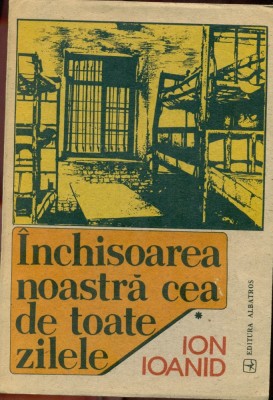 Închisoarea
noastră cea
de toate
zilele
*
ION
IOANID
EDITURA ALBATROS